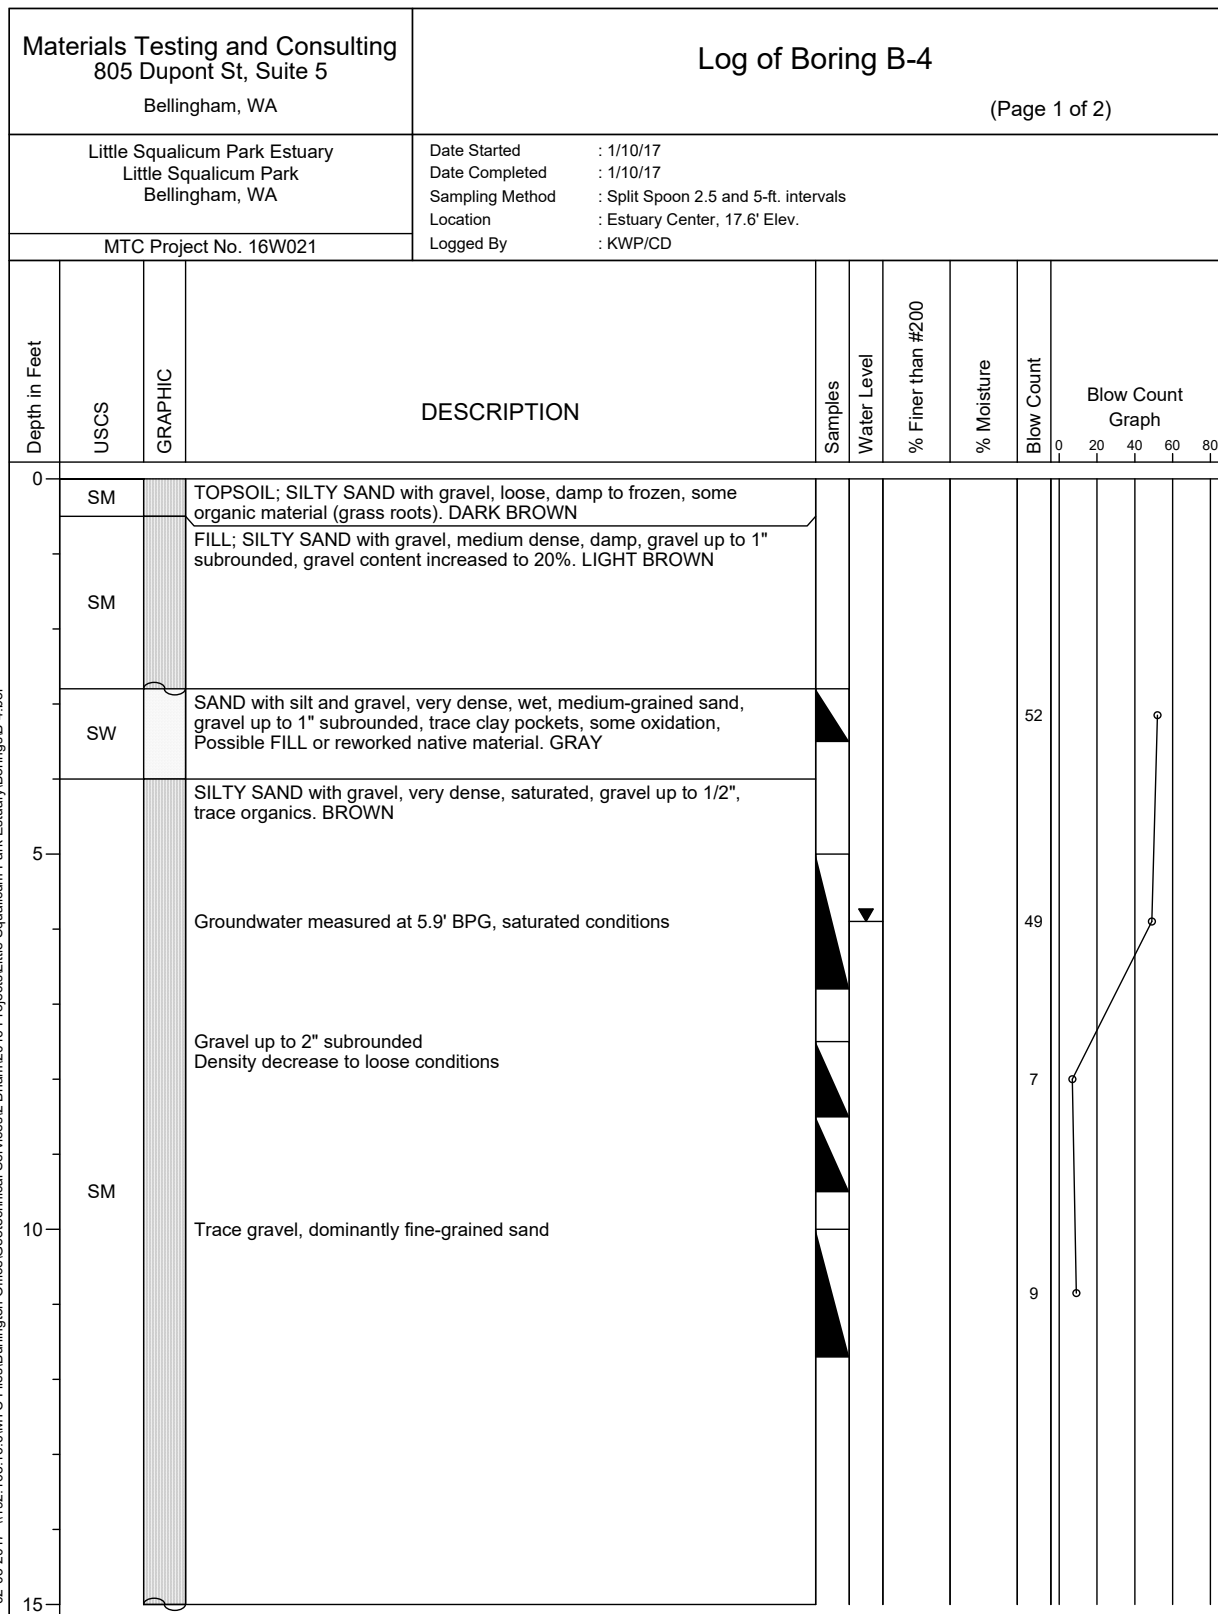 Materials Testing and Consulting
805 Dupont St, Suite 5
Bellingham, WA
Log of Boring B-4
(Page 1 of 2)
Little Squalicum Park Estuary
Little Squalicum Park
Bellingham, WA
MTC Project No. 16W021
Date Started : 1/10/17
Date Completed : 1/10/17
Sampling Method : Split Spoon 2.5 and 5-ft. intervals
Location : Estuary Center, 17.6' Elev.
Logged By : KWP/CD
Depth in Feet
USCS
GRAPHIC
DESCRIPTION
Samples
Water Level
% Finer than #200
% Moisture
Blow Count
Blow Count
Graph
0 20 40 60 80
0
SM
TOPSOIL; SILTY SAND with gravel, loose, damp to frozen, some
organic material (grass roots). DARK BROWN
FILL; SILTY SAND with gravel, medium dense, damp, gravel up to 1"
subrounded, gravel content increased to 20%. LIGHT BROWN
SM
SAND with silt and gravel, very dense, wet, medium-grained sand,
gravel up to 1" subrounded, trace clay pockets, some oxidation,
Possible FILL or reworked native material. GRAY
SW
52
SILTY SAND with gravel, very dense, saturated, gravel up to 1/2",
trace organics. BROWN
5
Groundwater measured at 5.9' BPG, saturated conditions
49
Gravel up to 2" subrounded
Density decrease to loose conditions
7
SM
10
Trace gravel, dominantly fine-grained sand
9
15